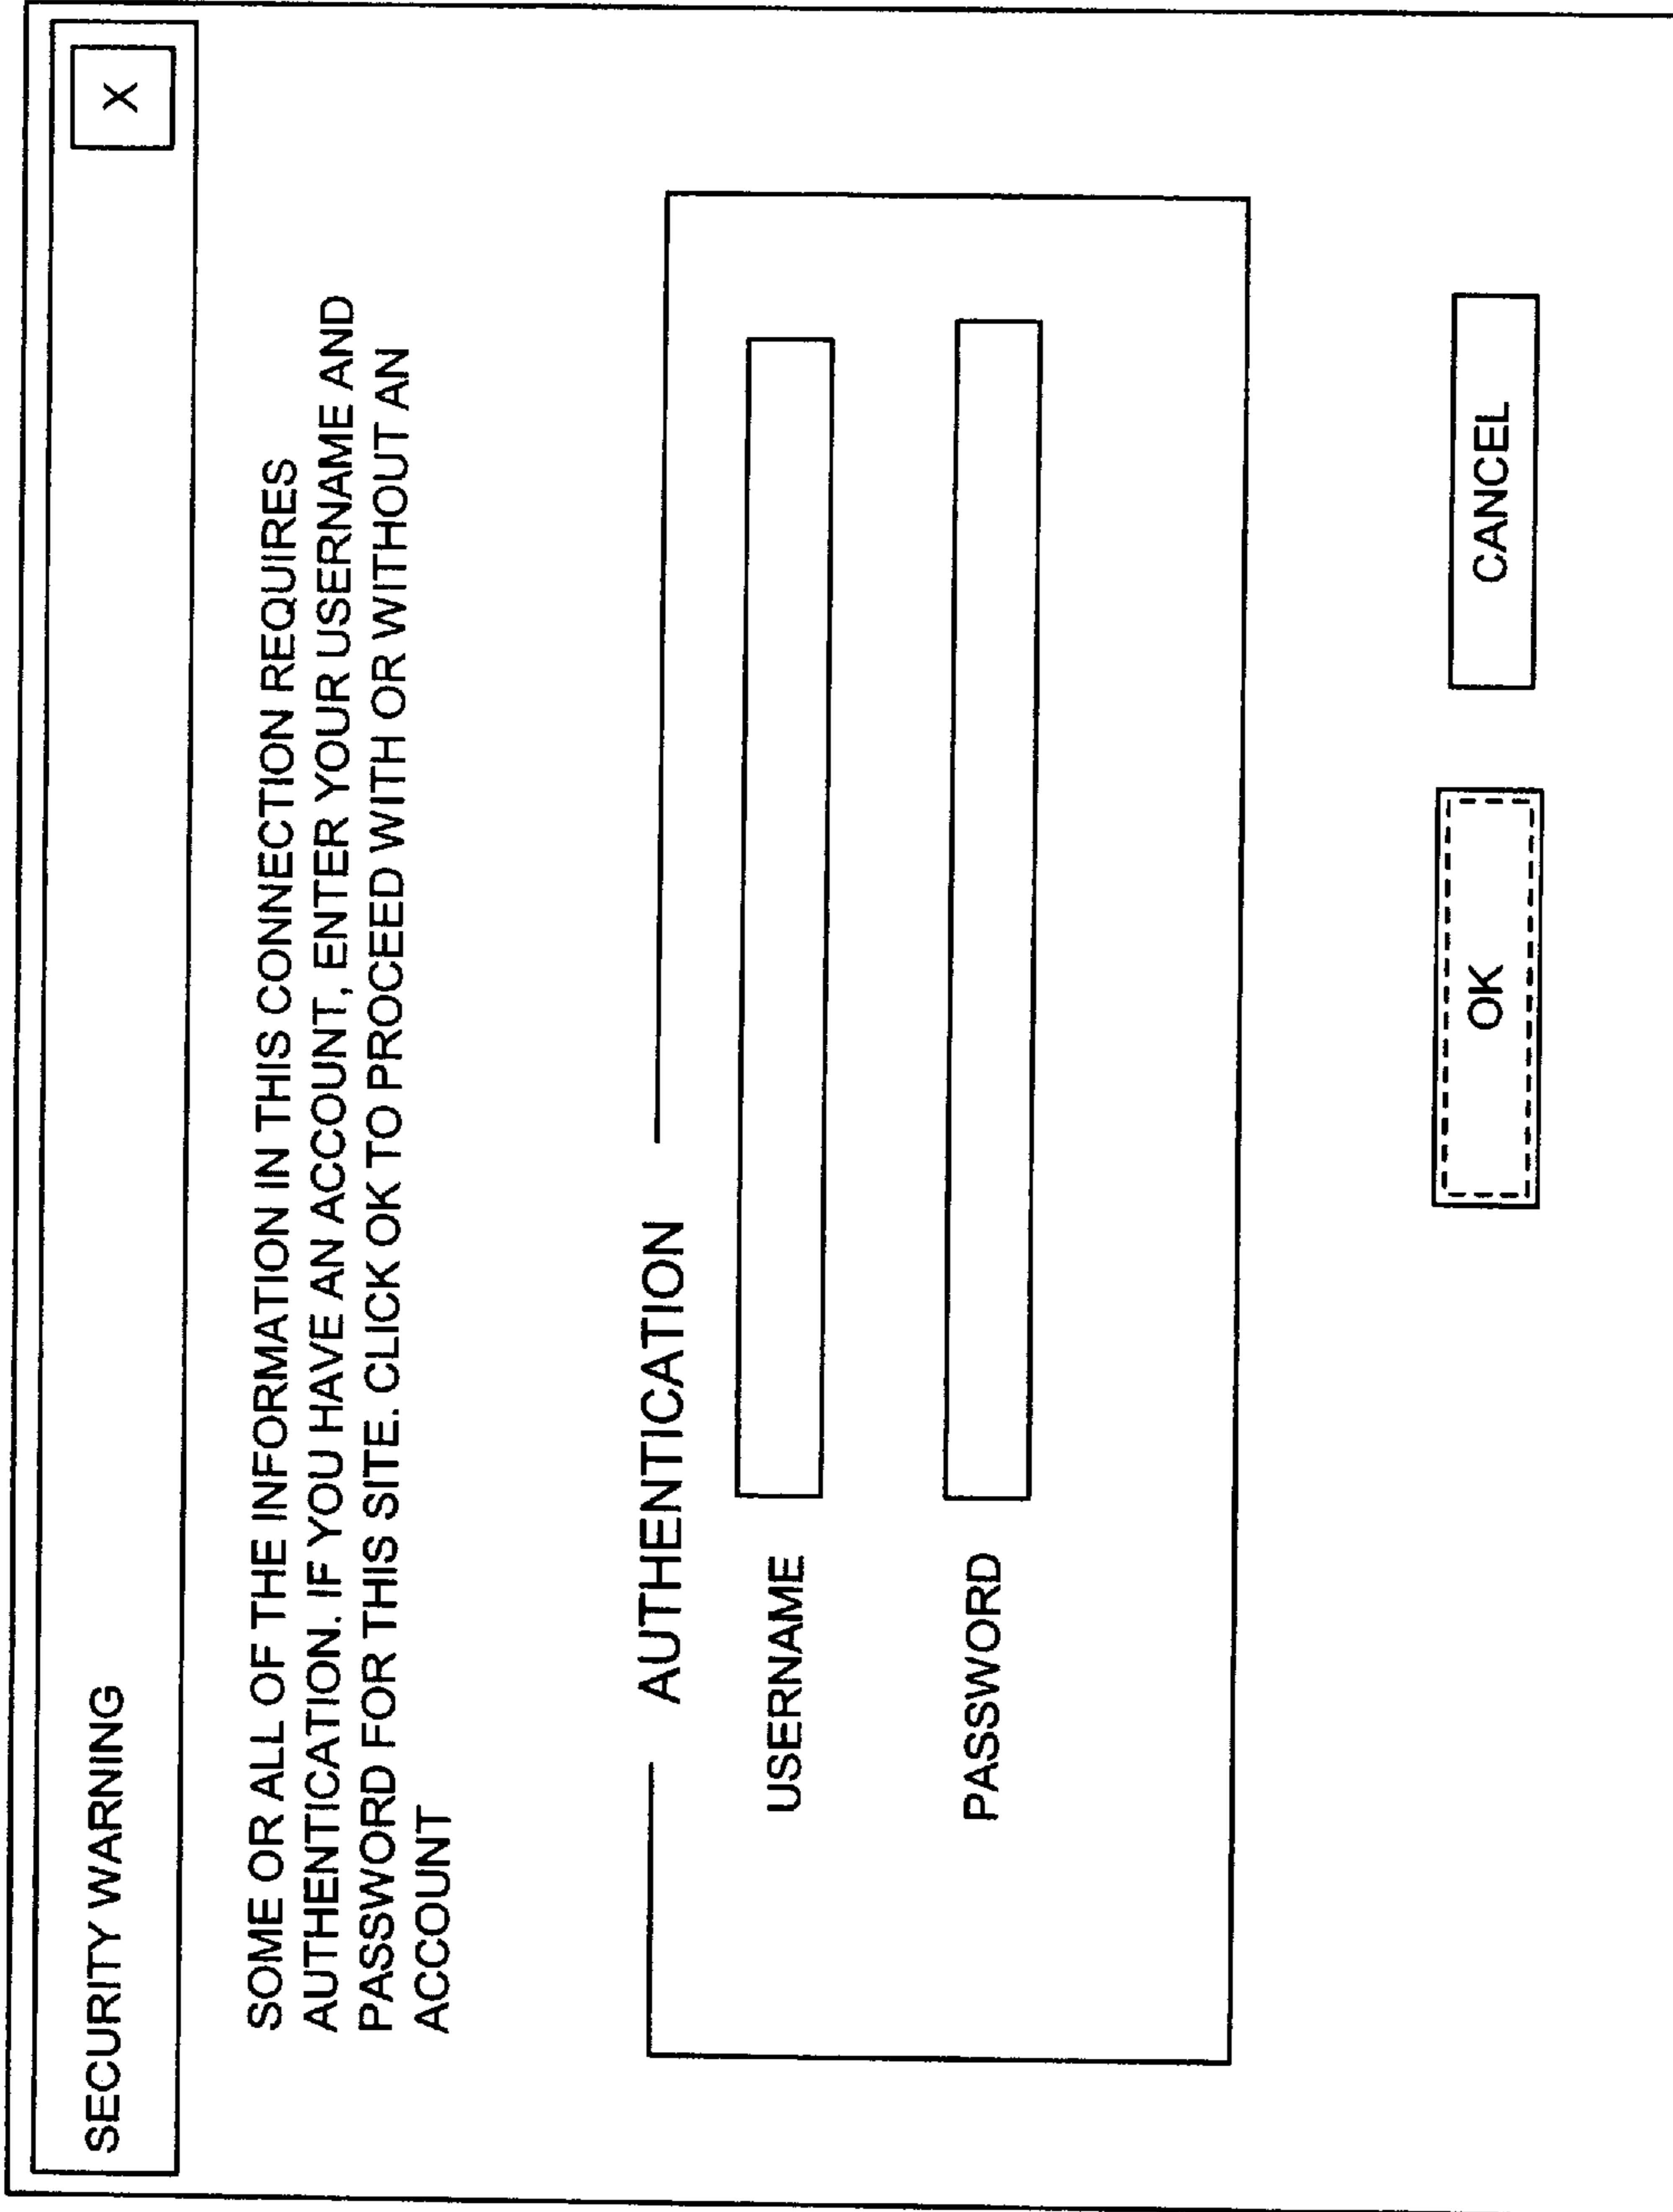 SECURITY WARNING
X
SOME OR ALL OF THE INFORMATION IN THIS CONNECTION REQUIRES
AUTHENTICATION. IF YOU HAVE AN ACCOUNT, ENTER YOUR USERNAME AND
PASSWORD FOR THIS SITE. CLICK OK TO PROCEED WITH OR WITHOUT AN
ACCOUNT
AUTHENTICATION
USERNAME
PASSWORD
OK
CANCEL